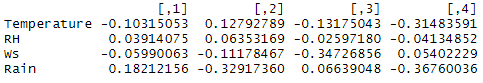 [,1] [,2] [,3] [,4]
Temperature -0.10315053 0.12792789 -0.13175043 -0.31483591
RH 0.03914075 0.06353169 -0.02597180 -0.04134852
Ws -0.05990063 -0.11178467 -0.34726856 0.05402229
Rain 0.18212156 -0.32917360 0.06639048 -0.36760036